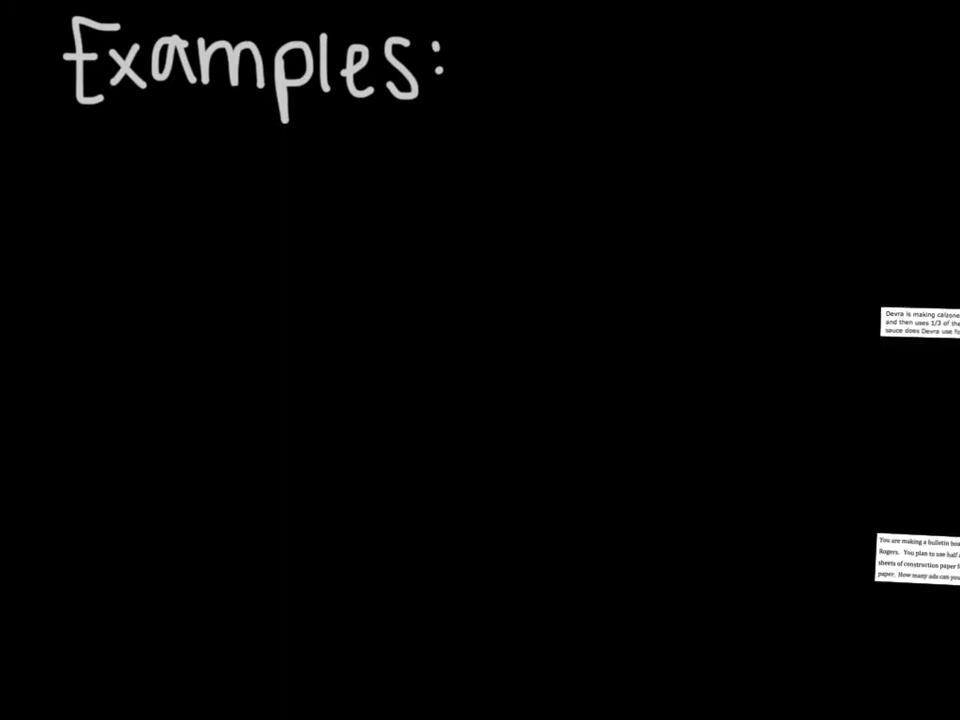 Examples:
Devra is making calzone
and then uses 1/3 of the
sauce does Devra use fo
You are making a bulletin boa
Rogers. You plan to use half a
sheets of construction paper f
paper. How many ads can you